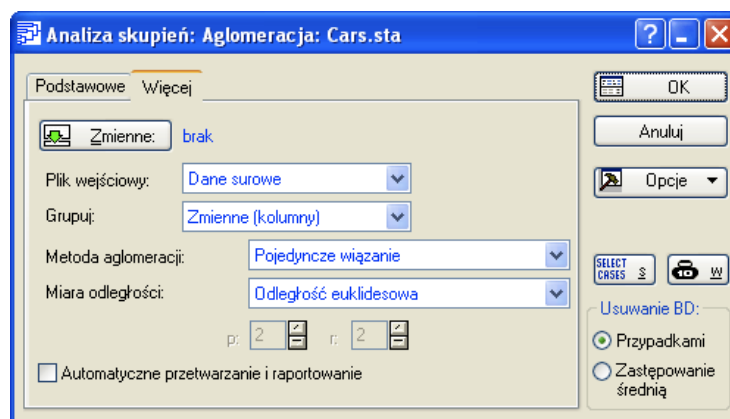 Analiza skupień: Aglomeracja: Cars.sta
Podstawowe Więcej
Zmienne: brak
Plik wejściowy: Dane surowe
Grupuj: Zmienne (kolumny)
Metoda aglomeracji: Pojedyncze wiązanie
Miara odległości: Odległość euklidesowa
p: 2 r: 2
Automatyczne przetwarzanie i raportowanie
OK
Anuluj
Opcje
SELECT CASES S W
Usuwanie BD:
Przypadkami
Zastępowanie
średnią